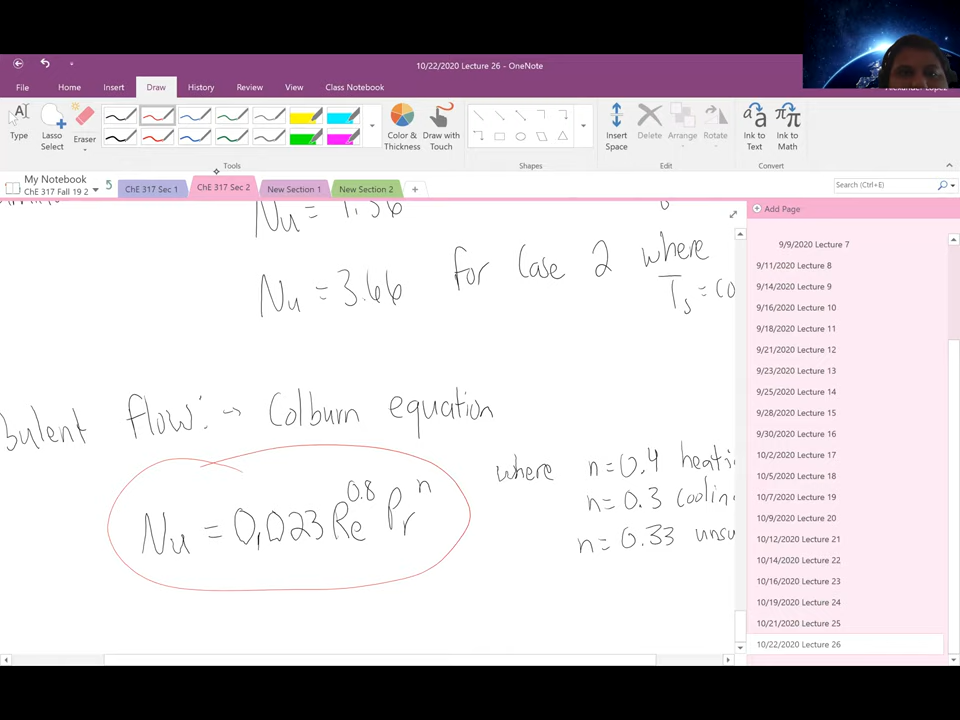 10/22/2020 Lecture 26 - OneNote
File Home Insert Draw History Review View Class Notebook
Type
Lasso Select
Eraser
Color & Thickness
Draw with Touch
Insert Space
Delete
Arrange
Rotate
Ink to Text
Ink to Math
Tools
Shapes
Edit
Convert
My Notebook
ChE 317 Fall 19 2
ChE 317 Sec 1
ChE 317 Sec 2
New Section 1
New Section 2
Search (Ctrl+E)
Add Page
9/9/2020 Lecture 7
9/11/2020 Lecture 8
9/14/2020 Lecture 9
9/16/2020 Lecture 10
9/18/2020 Lecture 11
9/21/2020 Lecture 12
9/23/2020 Lecture 13
9/25/2020 Lecture 14
9/28/2020 Lecture 15
9/30/2020 Lecture 16
10/2/2020 Lecture 17
10/5/2020 Lecture 18
10/7/2020 Lecture 19
10/9/2020 Lecture 20
10/12/2020 Lecture 21
10/14/2020 Lecture 22
10/16/2020 Lecture 23
10/19/2020 Lecture 24
10/21/2020 Lecture 25
10/22/2020 Lecture 26
Nu = 3.66 for Case 2 where
Ts = co
bulent flow: → Colburn equation
Nu = 0.023 Re^0.8 Pr^n
where n = 0.4 heati
n = 0.3 coolin
n = 0.33 unsu